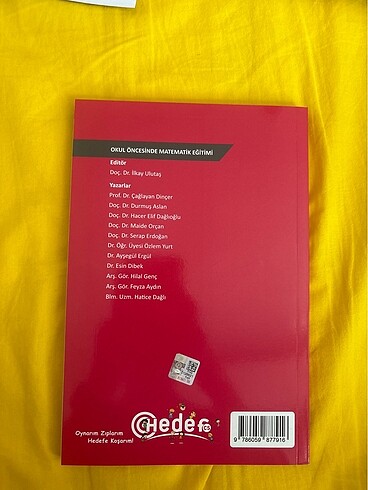 OKUL ÖNCESİNDE MATEMATİK EĞİTİMİ
Editör
Doç. Dr. İlkay Ulutaş
Yazarlar
Prof. Dr. Çağlayan Dinçer
Doç. Dr. Durmuş Aslan
Doç. Dr. Hacer Elif Dağlıoğlu
Doç. Dr. Maide Orçan
Doç. Dr. Serap Erdoğan
Dr. Öğr. Üyesi Özlem Yurt
Dr. Ayşegül Ergül
Dr. Esin Dibek
Arş. Gör. Hilal Genç
Arş. Gör. Feyza Aydın
Blm. Uzm. Hatice Dağlı
Hedef
Oynarım Zıplarım
Hedefe Koşarım!
9 786059 877916